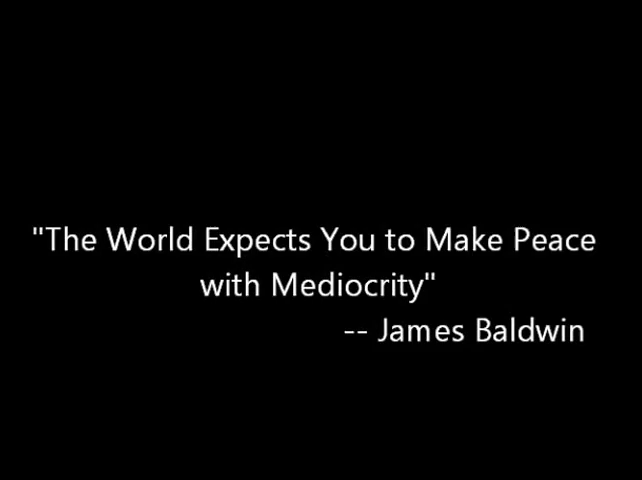 "The World Expects You to Make Peace
with Mediocrity"
-- James Baldwin